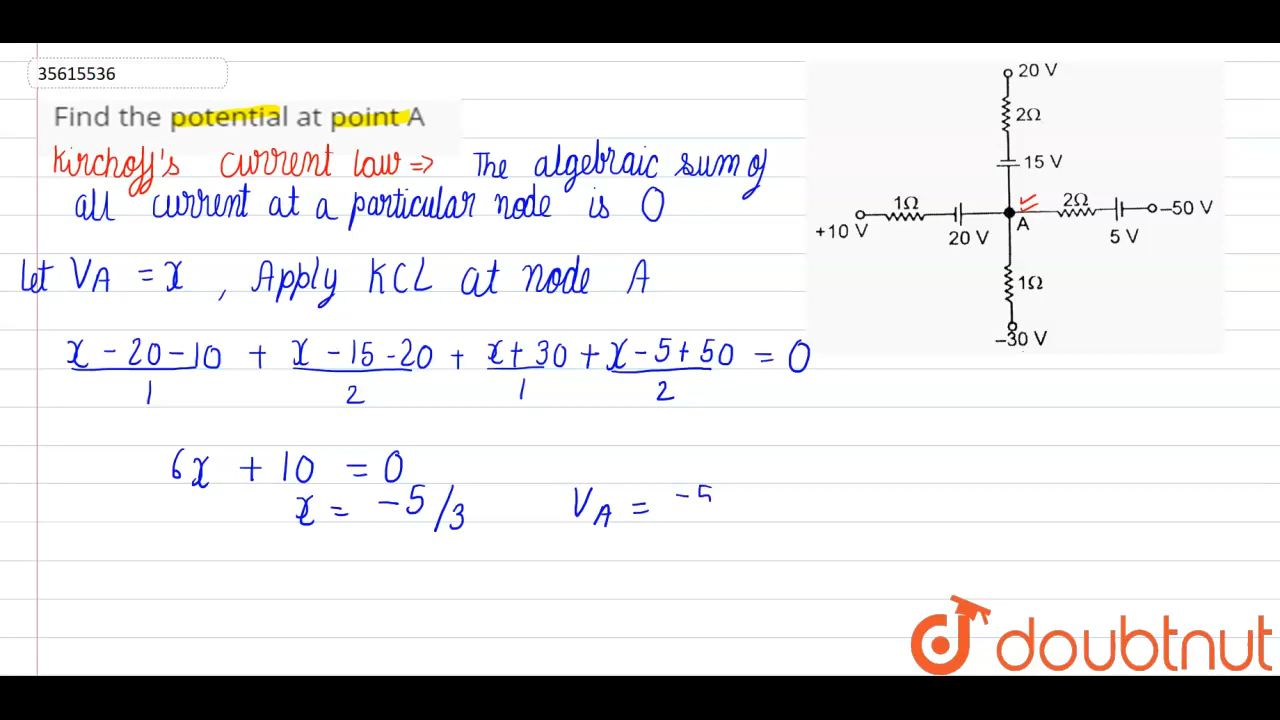 35615536
Find the potential at point A
Kirchoff's current law ⇒ The algebraic sum of
all current at a particular node is 0
Let VA = x , Apply KCL at node A
x - 20 - 10 / 1 + x - 15 - 20 / 2 + x + 30 / 1 + x - 5 + 50 / 2 = 0
6x + 10 = 0
x = -5/3
VA = -5
20 V
2Ω
15 V
1Ω
+10 V
20 V
A
2Ω
5 V
–50 V
1Ω
–30 V
doubtnut